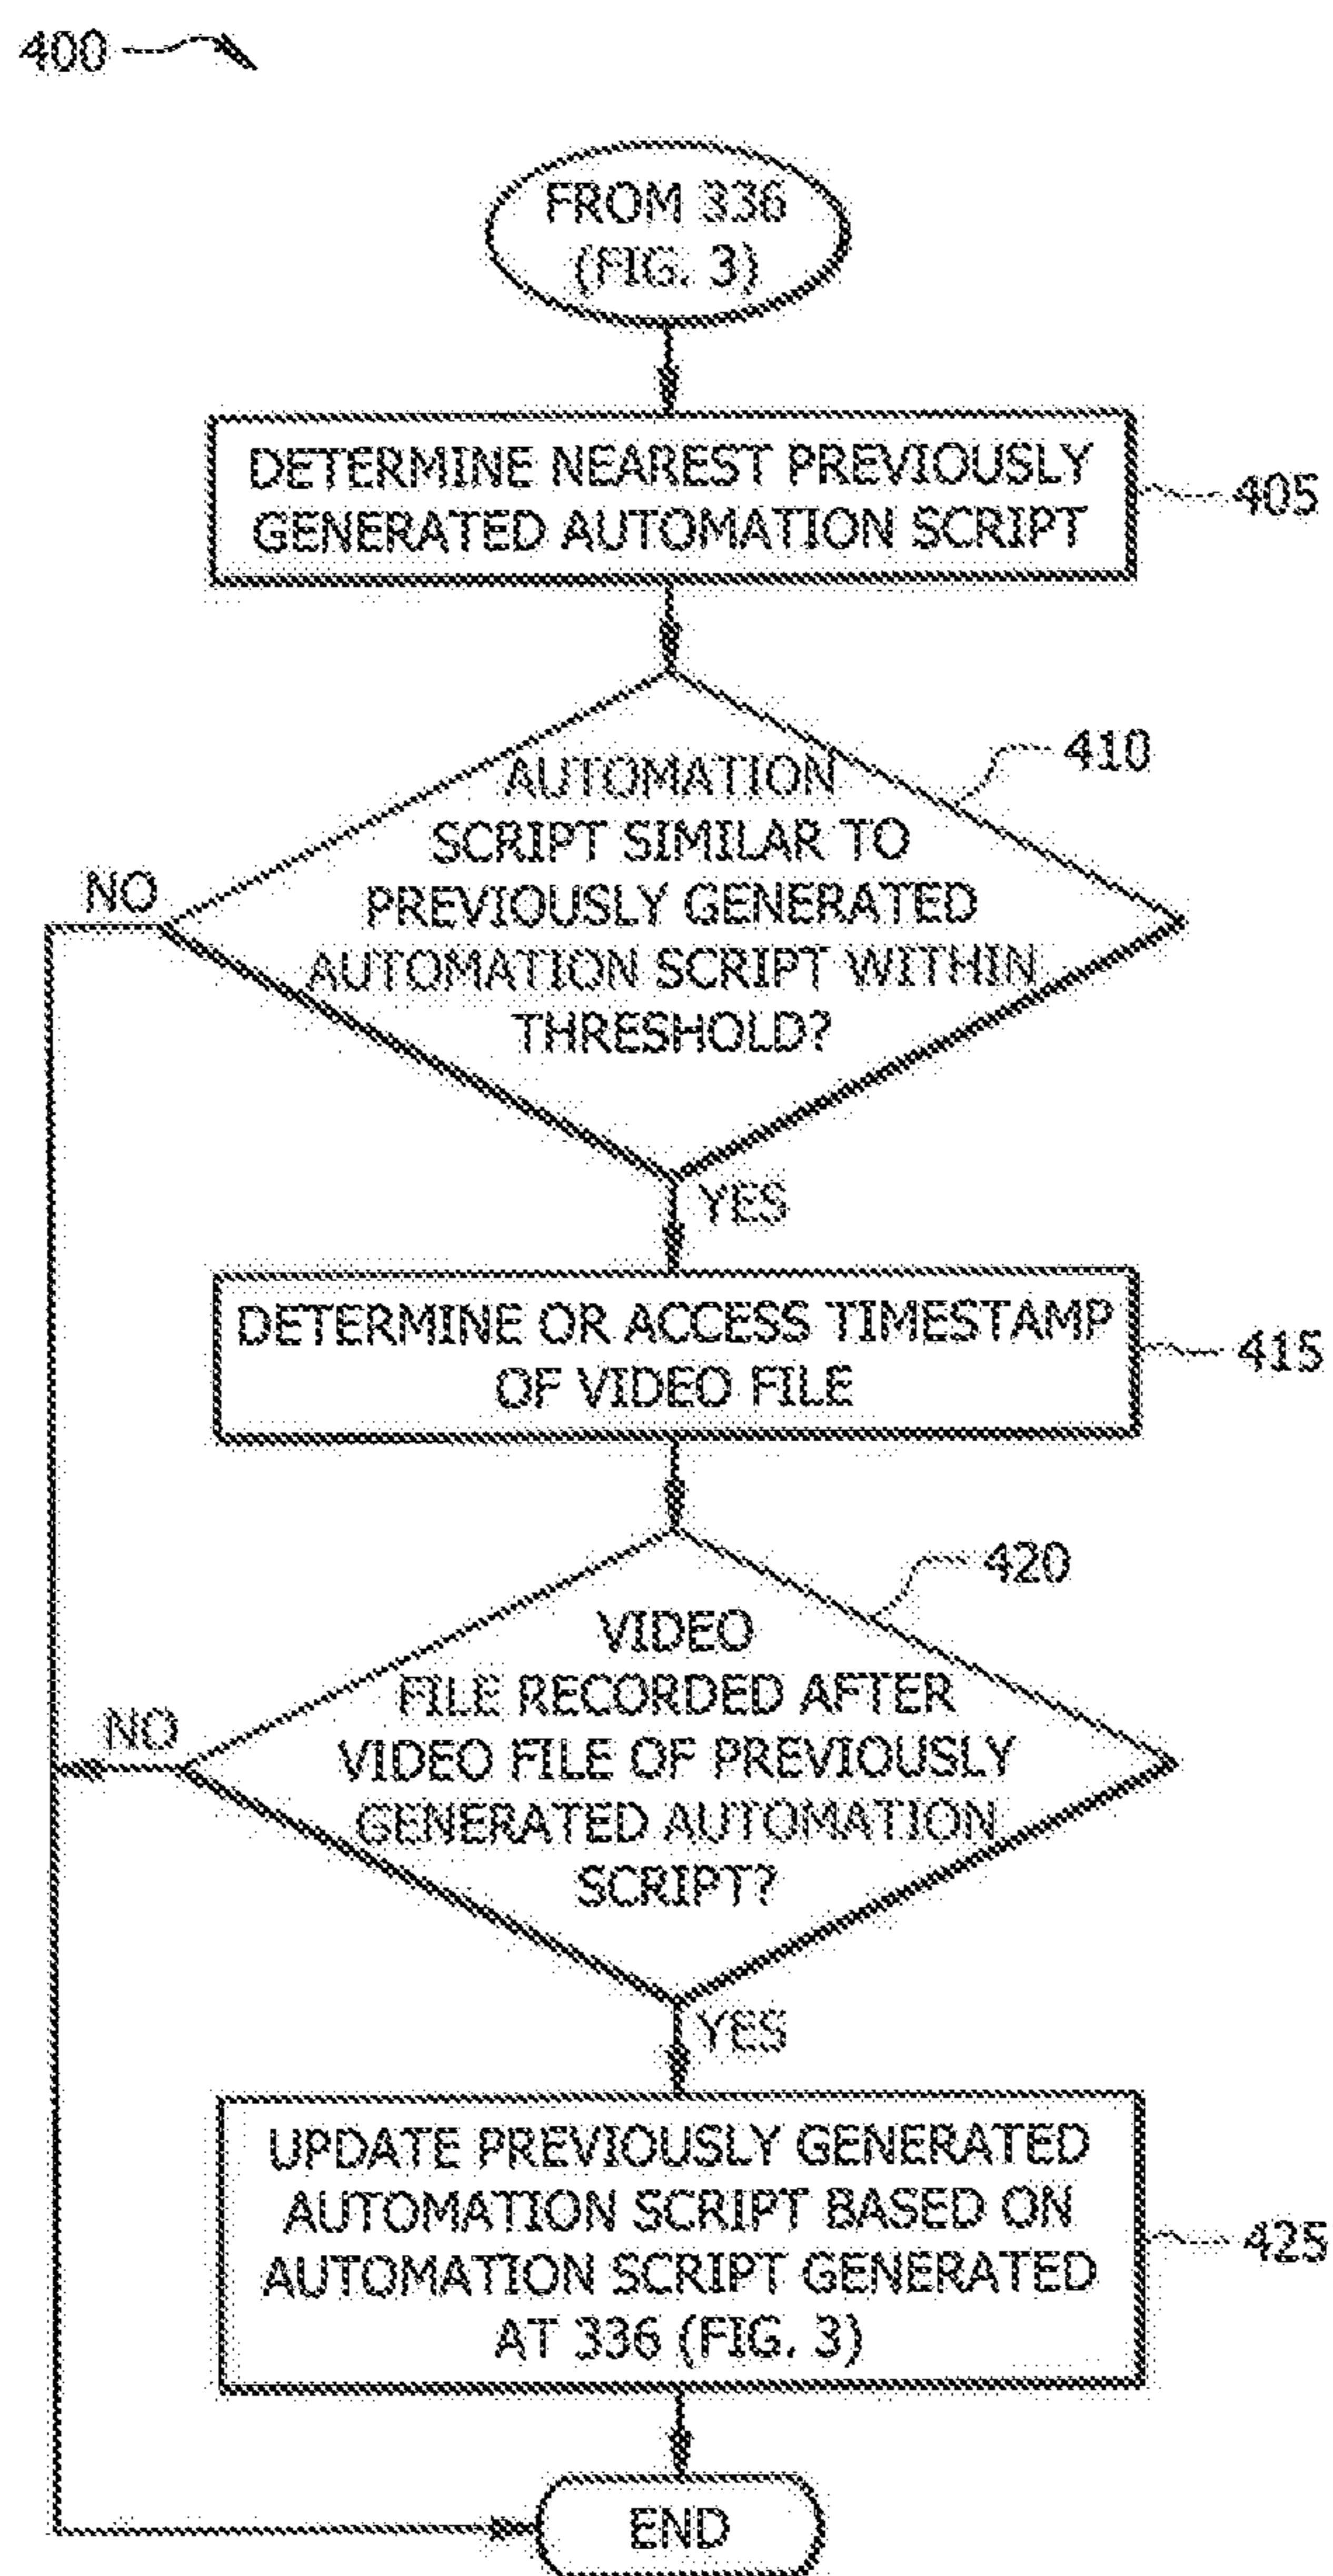 400
FROM 336
(FIG. 3)
DETERMINE NEAREST PREVIOUSLY
GENERATED AUTOMATION SCRIPT
405
410
AUTOMATION
SCRIPT SIMILAR TO
PREVIOUSLY GENERATED
AUTOMATION SCRIPT WITHIN
THRESHOLD?
NO
YES
DETERMINE OR ACCESS TIMESTAMP
OF VIDEO FILE
415
420
VIDEO
FILE RECORDED AFTER
VIDEO FILE OF PREVIOUSLY
GENERATED AUTOMATION
SCRIPT?
NO
YES
UPDATE PREVIOUSLY GENERATED
AUTOMATION SCRIPT BASED ON
AUTOMATION SCRIPT GENERATED
AT 336 (FIG. 3)
425
END